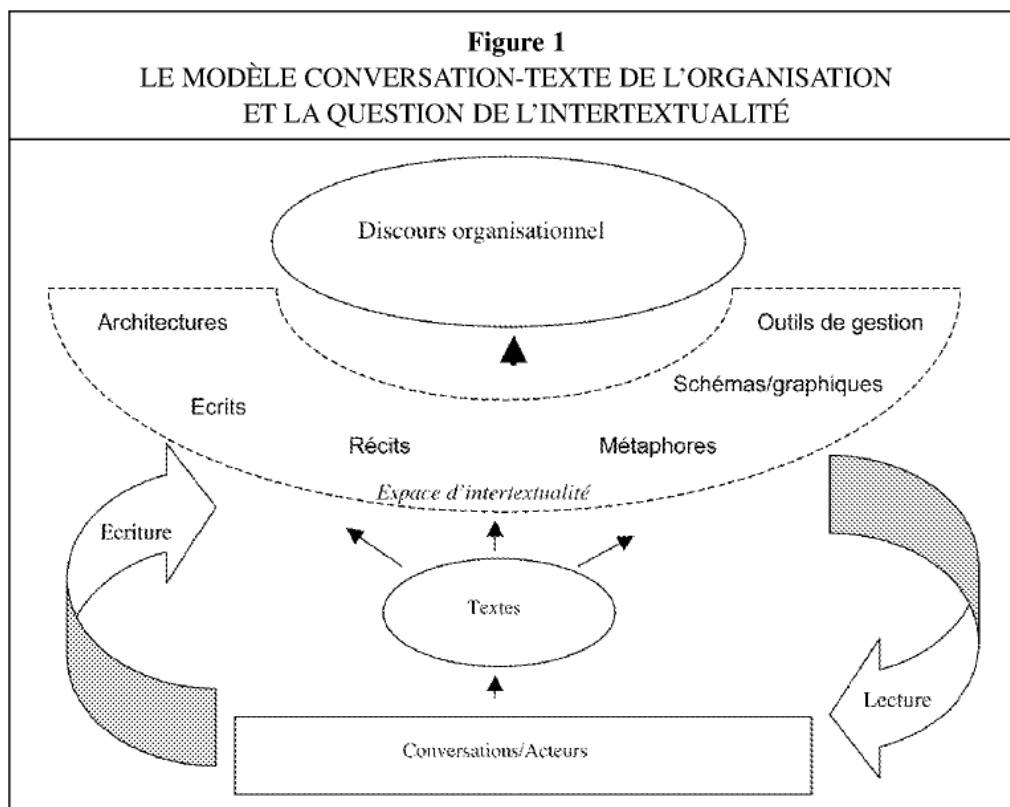 Figure 1
LE MODÈLE CONVERSATION-TEXTE DE L'ORGANISATION
ET LA QUESTION DE L'INTERTEXTUALITÉ
Discours organisationnel
Architectures
Outils de gestion
Schémas/graphiques
Ecrits
Récits
Métaphores
Espace d'intertextualité
Ecriture
Textes
Lecture
Conversations/Acteurs